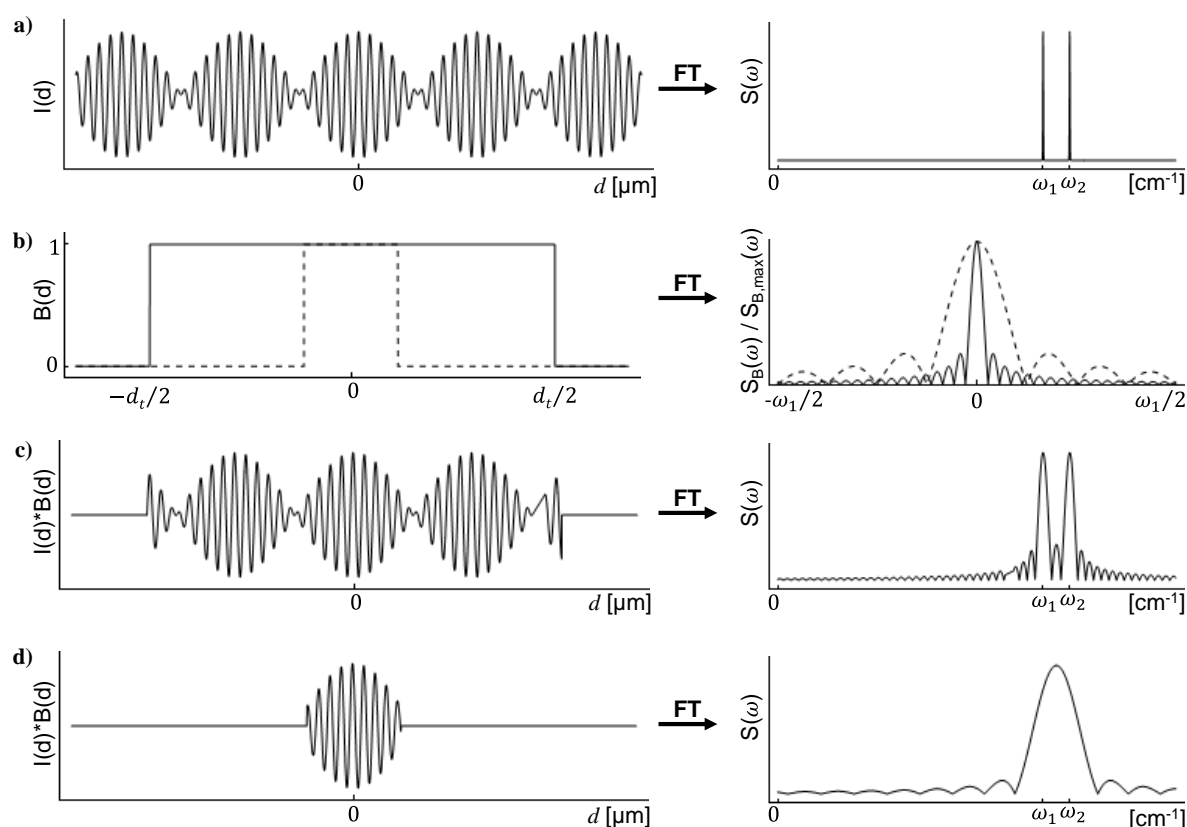 a)
I(d)
0
d [µm]
FT
S(ω)
0
ω₁ ω₂
[cm⁻¹]
b)
B(d)
1
0
−dₜ/2
0
dₜ/2
FT
S_B(ω) / S_B,max(ω)
-ω₁/2
0
ω₁/2
c)
I(d)*B(d)
0
d [µm]
FT
S(ω)
0
ω₁ ω₂
[cm⁻¹]
d)
I(d)*B(d)
0
d [µm]
FT
S(ω)
0
ω₁ ω₂
[cm⁻¹]